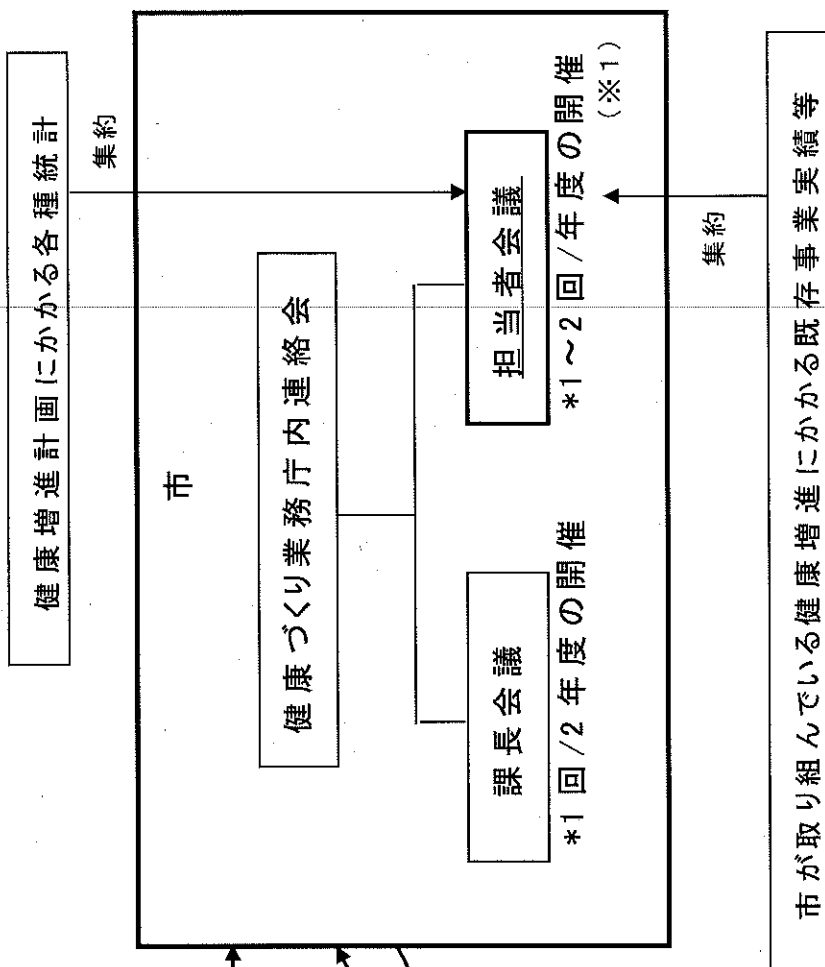 健康増進計画にかかる各種統計
集約
市
健康づくり業務庁内連絡会
課長会議
*1回/2年度の開催
担当者会議
*1~2回/年度の開催
(※1)
集約
市が取り組んでいる健康増進にかかる既存事業実績等